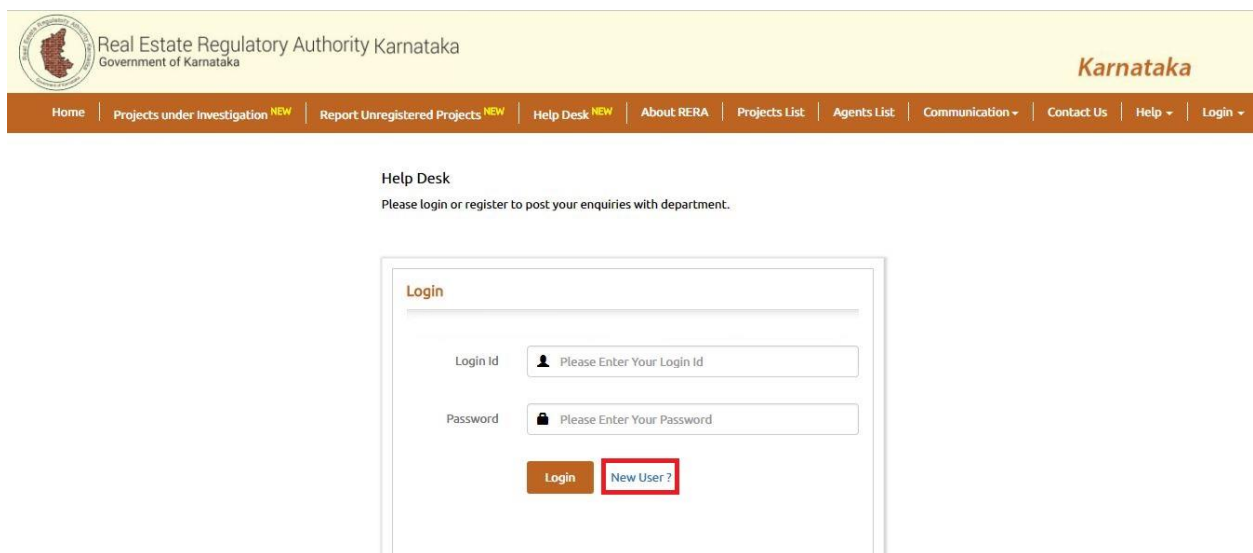 Real Estate Regulatory Authority Karnataka
Government of Karnataka
Karnataka
Home Projects under Investigation NEW Report Unregistered Projects NEW Help Desk NEW About RERA Projects List Agents List Communication Contact Us Help Login
Help Desk
Please login or register to post your enquiries with department.
Login
Login Id Please Enter Your Login Id
Password Please Enter Your Password
Login New User ?